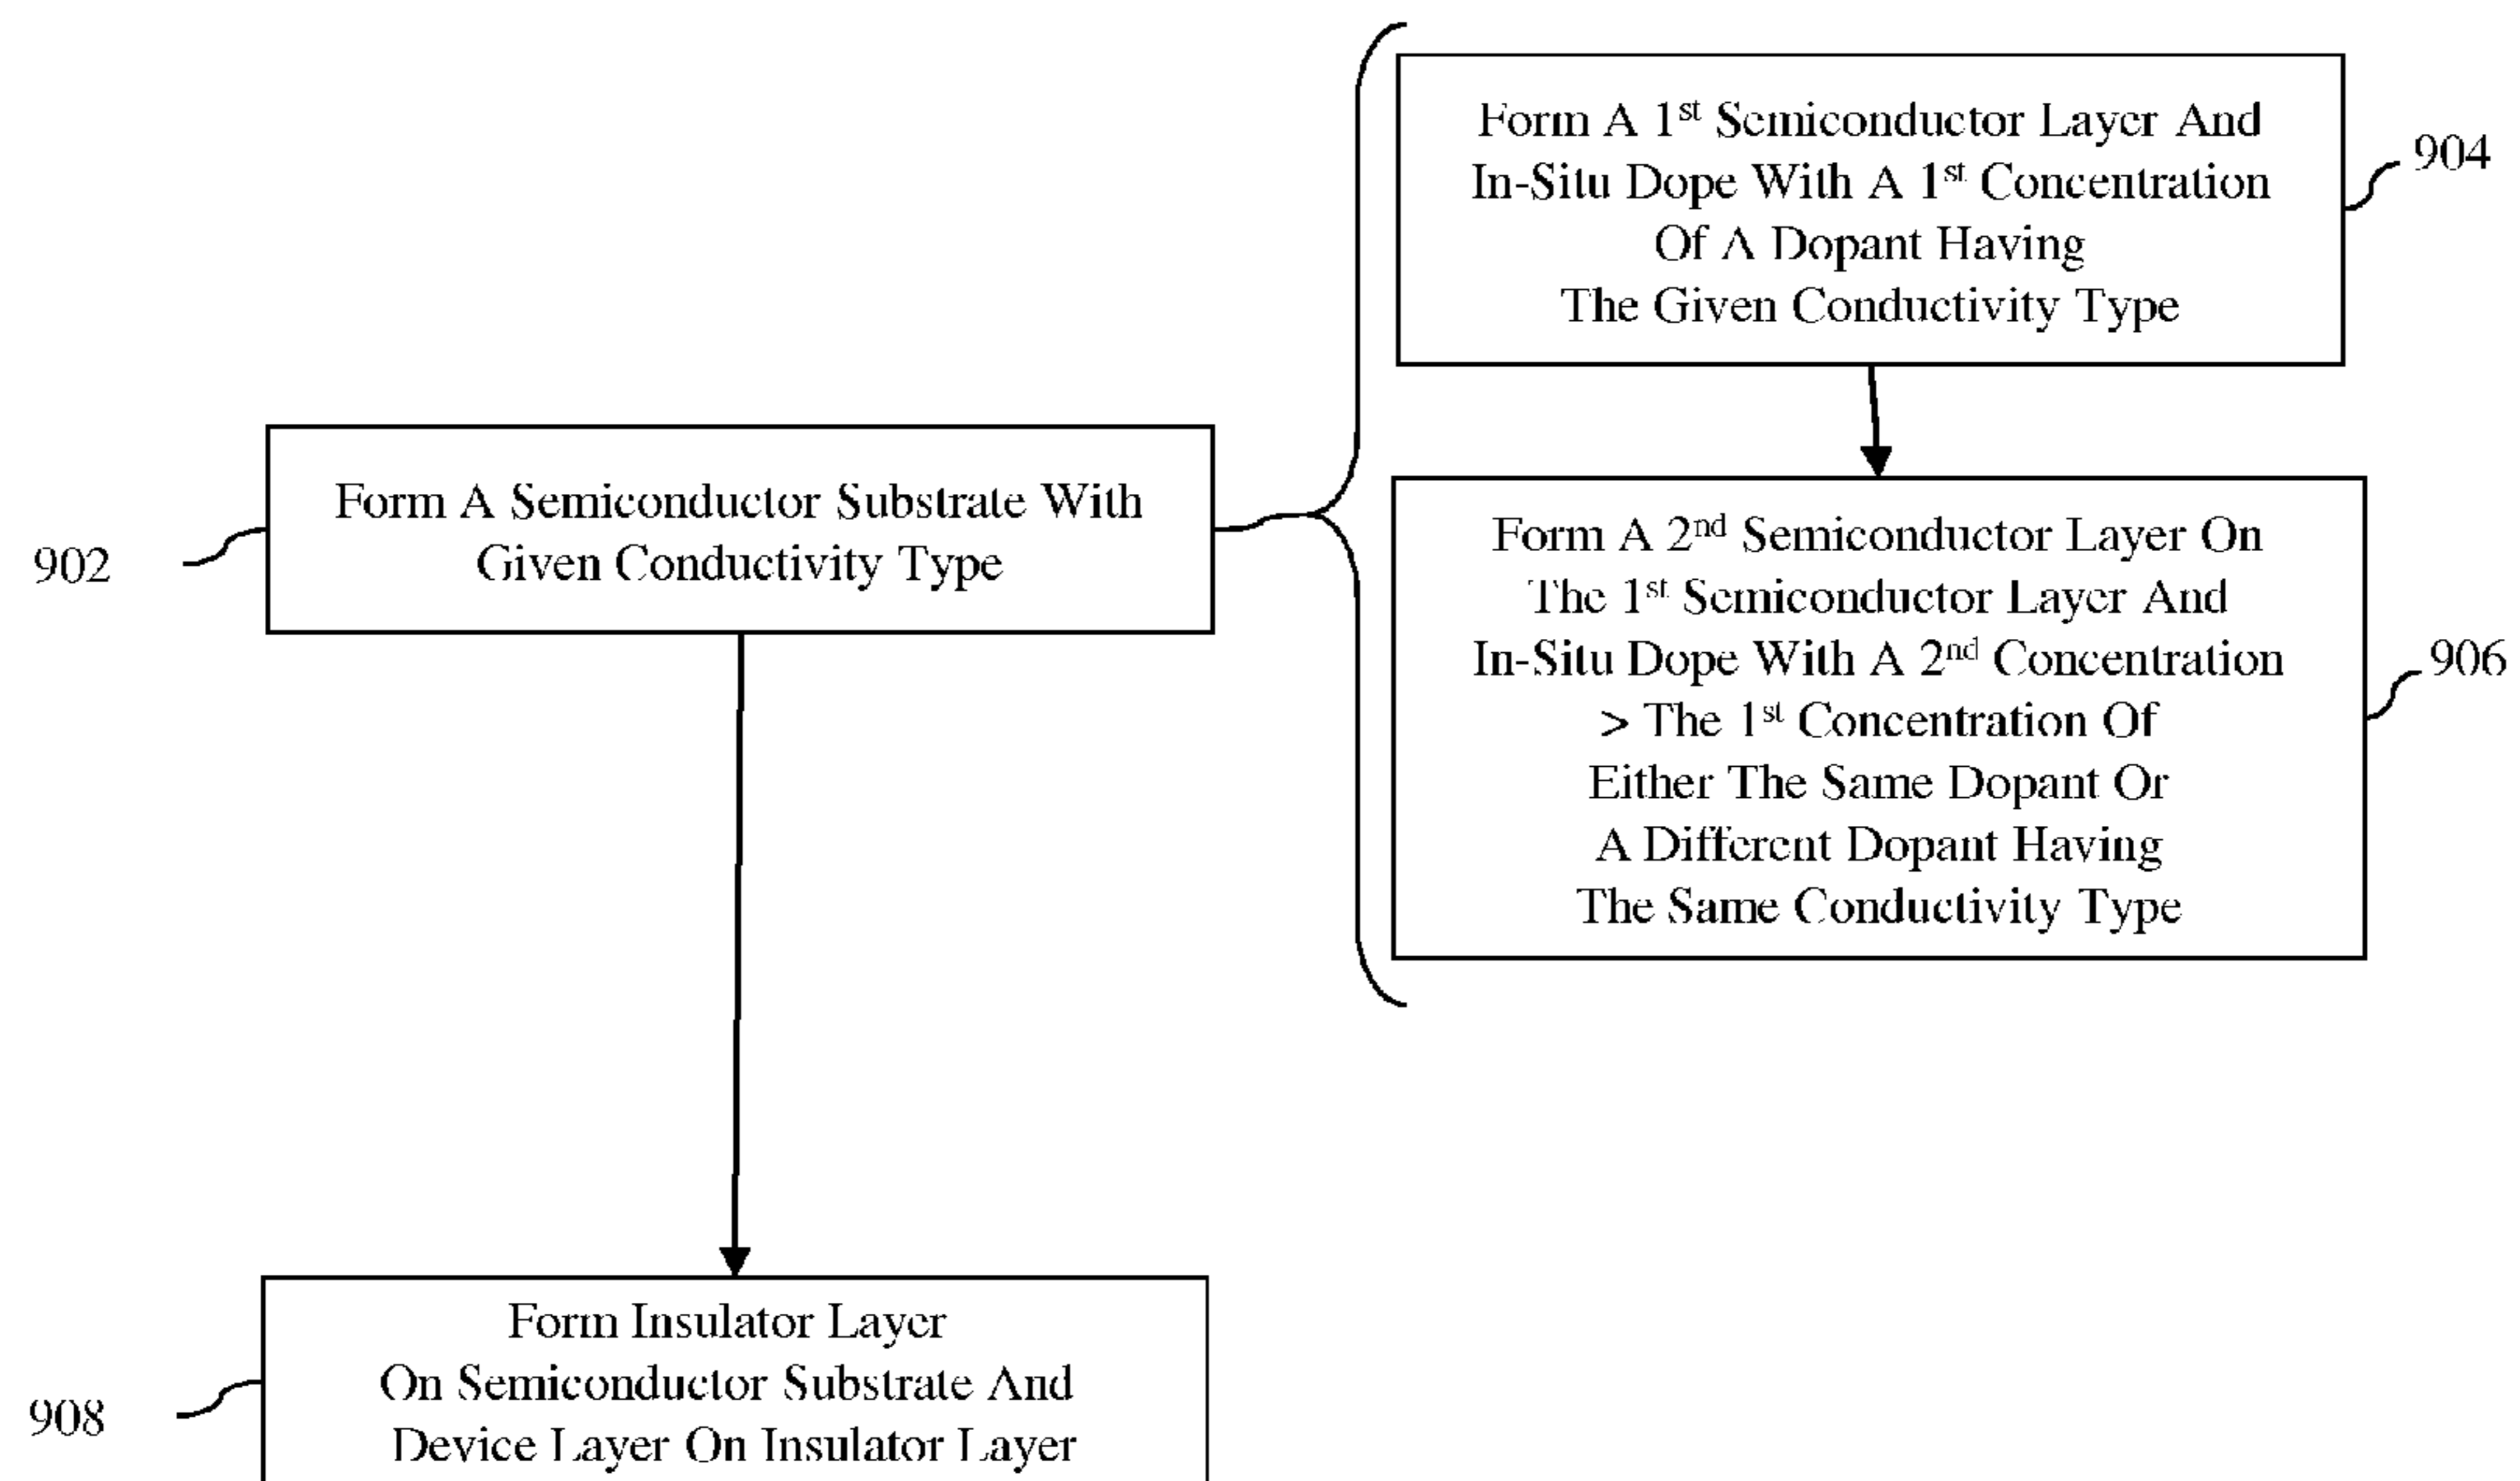 Form A 1st Semiconductor Layer And
In-Situ Dope With A 1st Concentration
Of A Dopant Having
The Given Conductivity Type
904
Form A Semiconductor Substrate With
Given Conductivity Type
902
Form A 2nd Semiconductor Layer On
The 1st Semiconductor Layer And
In-Situ Dope With A 2nd Concentration
> The 1st Concentration Of
Either The Same Dopant Or
A Different Dopant Having
The Same Conductivity Type
906
Form Insulator Layer
On Semiconductor Substrate And
Device Layer On Insulator Layer
908